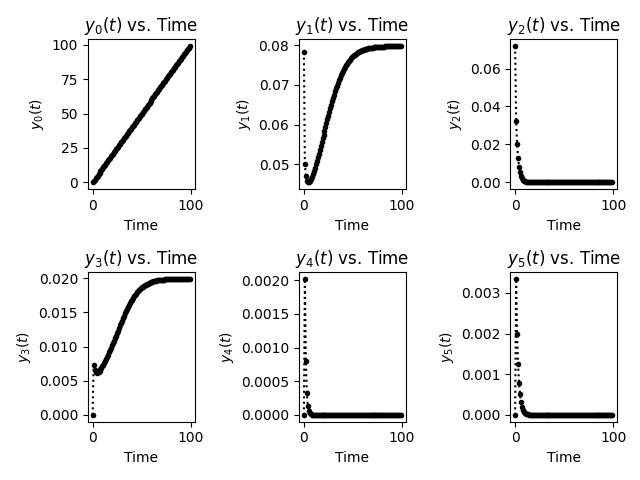 y₀(t) vs. Time
100
75
50
25
0
y₀(t)
0 100
Time
y₁(t) vs. Time
0.08
0.07
0.06
0.05
y₁(t)
0 100
Time
y₂(t) vs. Time
0.06
0.04
0.02
0.00
y₂(t)
0 100
Time
y₃(t) vs. Time
0.020
0.015
0.010
0.005
0.000
y₃(t)
0 100
Time
y₄(t) vs. Time
0.0020
0.0015
0.0010
0.0005
0.0000
y₄(t)
0 100
Time
y₅(t) vs. Time
0.003
0.002
0.001
0.000
y₅(t)
0 100
Time